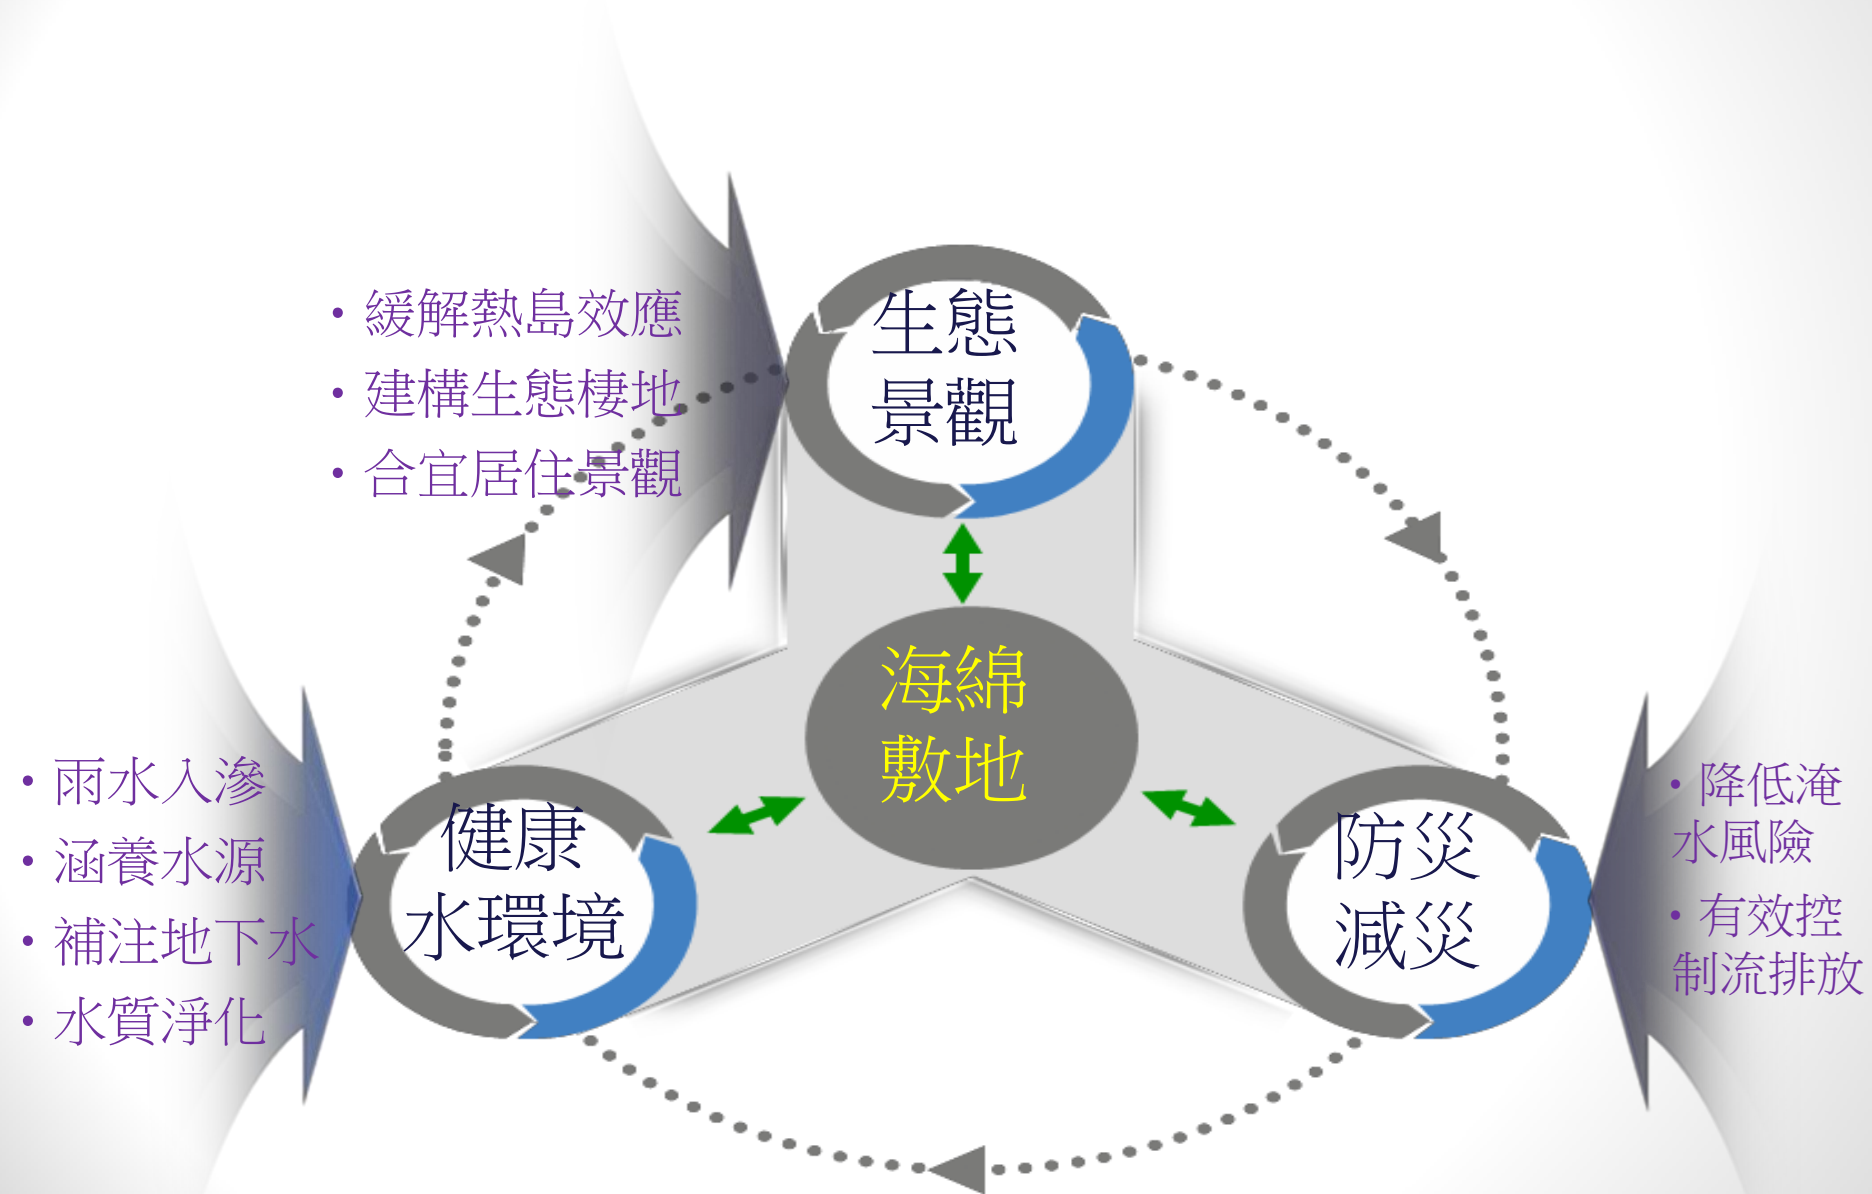 ・緩解熱島效應
・建構生態棲地
・合宜居住景觀
生態
景觀
海綿
敷地
・雨水入滲
・涵養水源
・補注地下水
・水質淨化
健康
水環境
防災
減災
・降低淹
水風險
・有效控
制流排放